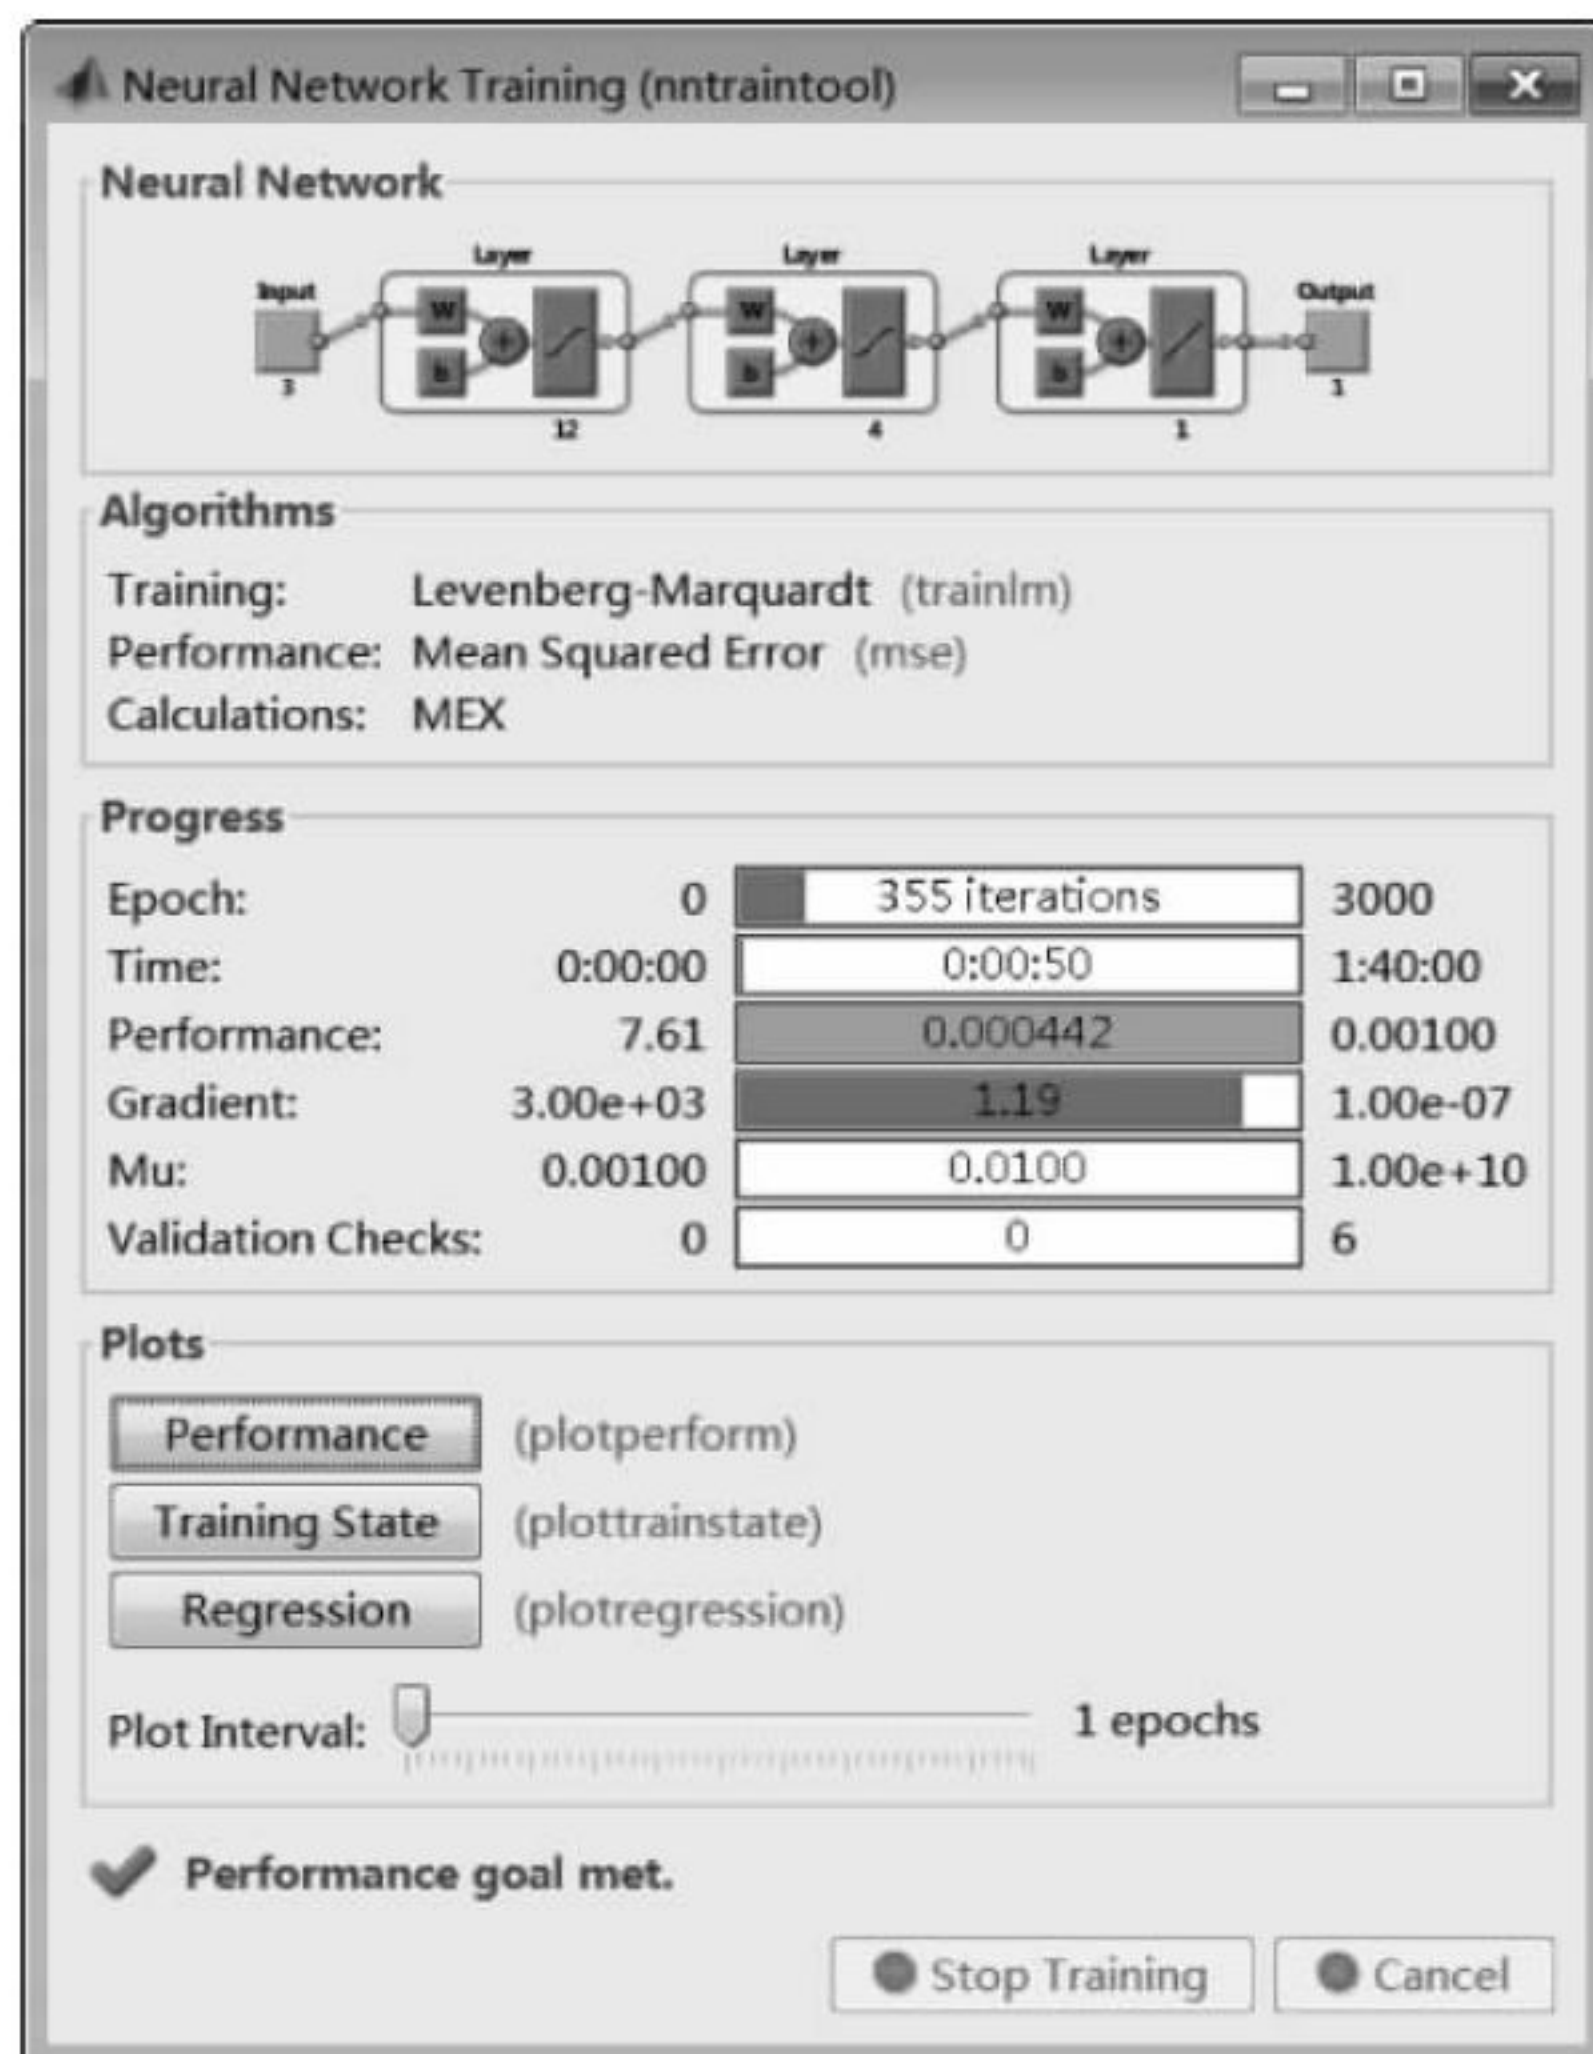 Neural Network Training (nntraintool)
Neural Network
Layer Layer Layer
Input Output
W W W
b b b
3 1
12 4 1
Algorithms
Training: Levenberg-Marquardt (trainlm)
Performance: Mean Squared Error (mse)
Calculations: MEX
Progress
Epoch: 0 355 iterations 3000
Time: 0:00:00 0:00:50 1:40:00
Performance: 7.61 0.000442 0.00100
Gradient: 3.00e+03 1.19 1.00e-07
Mu: 0.00100 0.0100 1.00e+10
Validation Checks: 0 0 6
Plots
Performance (plotperform)
Training State (plottrainstate)
Regression (plotregression)
Plot Interval: 1 epochs
Performance goal met.
Stop Training Cancel